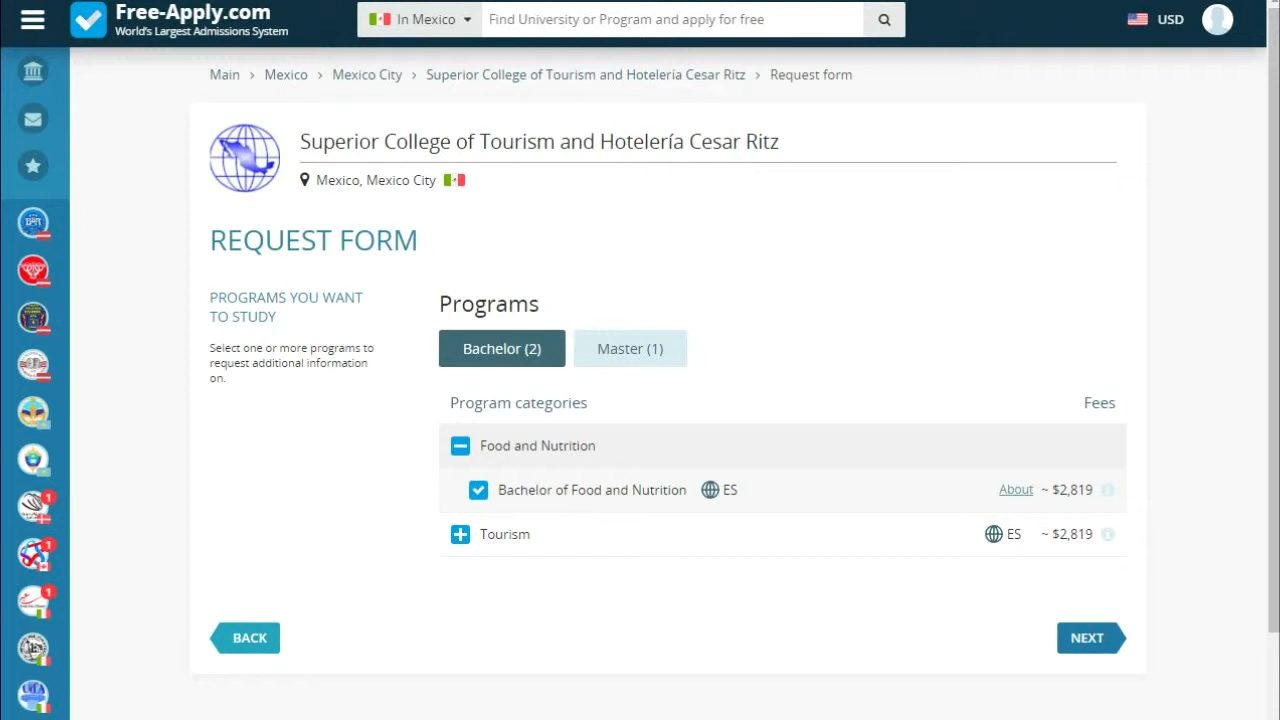 Free-Apply.com
World's Largest Admissions System
In Mexico
Find University or Program and apply for free
USD
Main > Mexico > Mexico City > Superior College of Tourism and Hotelería Cesar Ritz > Request form
Superior College of Tourism and Hotelería Cesar Ritz
Mexico, Mexico City
REQUEST FORM
PROGRAMS YOU WANT
TO STUDY
Select one or more programs to
request additional information
on.
Programs
Bachelor (2)
Master (1)
Program categories
Fees
Food and Nutrition
Bachelor of Food and Nutrition ES About ~ $2,819
Tourism ES ~ $2,819
1
1
1
BACK
NEXT